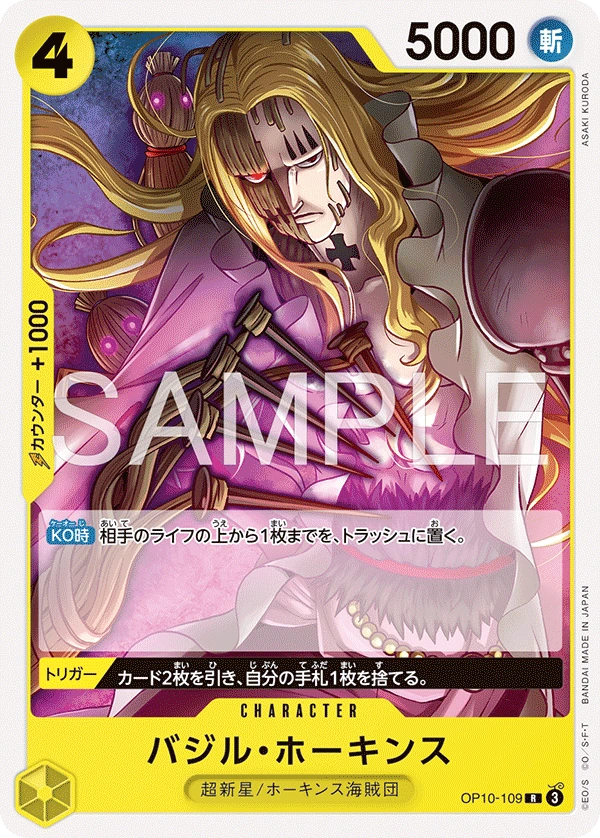 4
5000
斬
ASAKI KURODA
カウンター +1000
SAMPLE
KO時 相手のライフの上から1枚までを、トラッシュに置く。
トリガー カード2枚を引き、自分の手札1枚を捨てる。
CHARACTER
バジル・ホーキンス
超新星/ホーキンス海賊団
OP10-109 R 3
©E.O/S ©O/S・F・T BANDAI MADE IN JAPAN